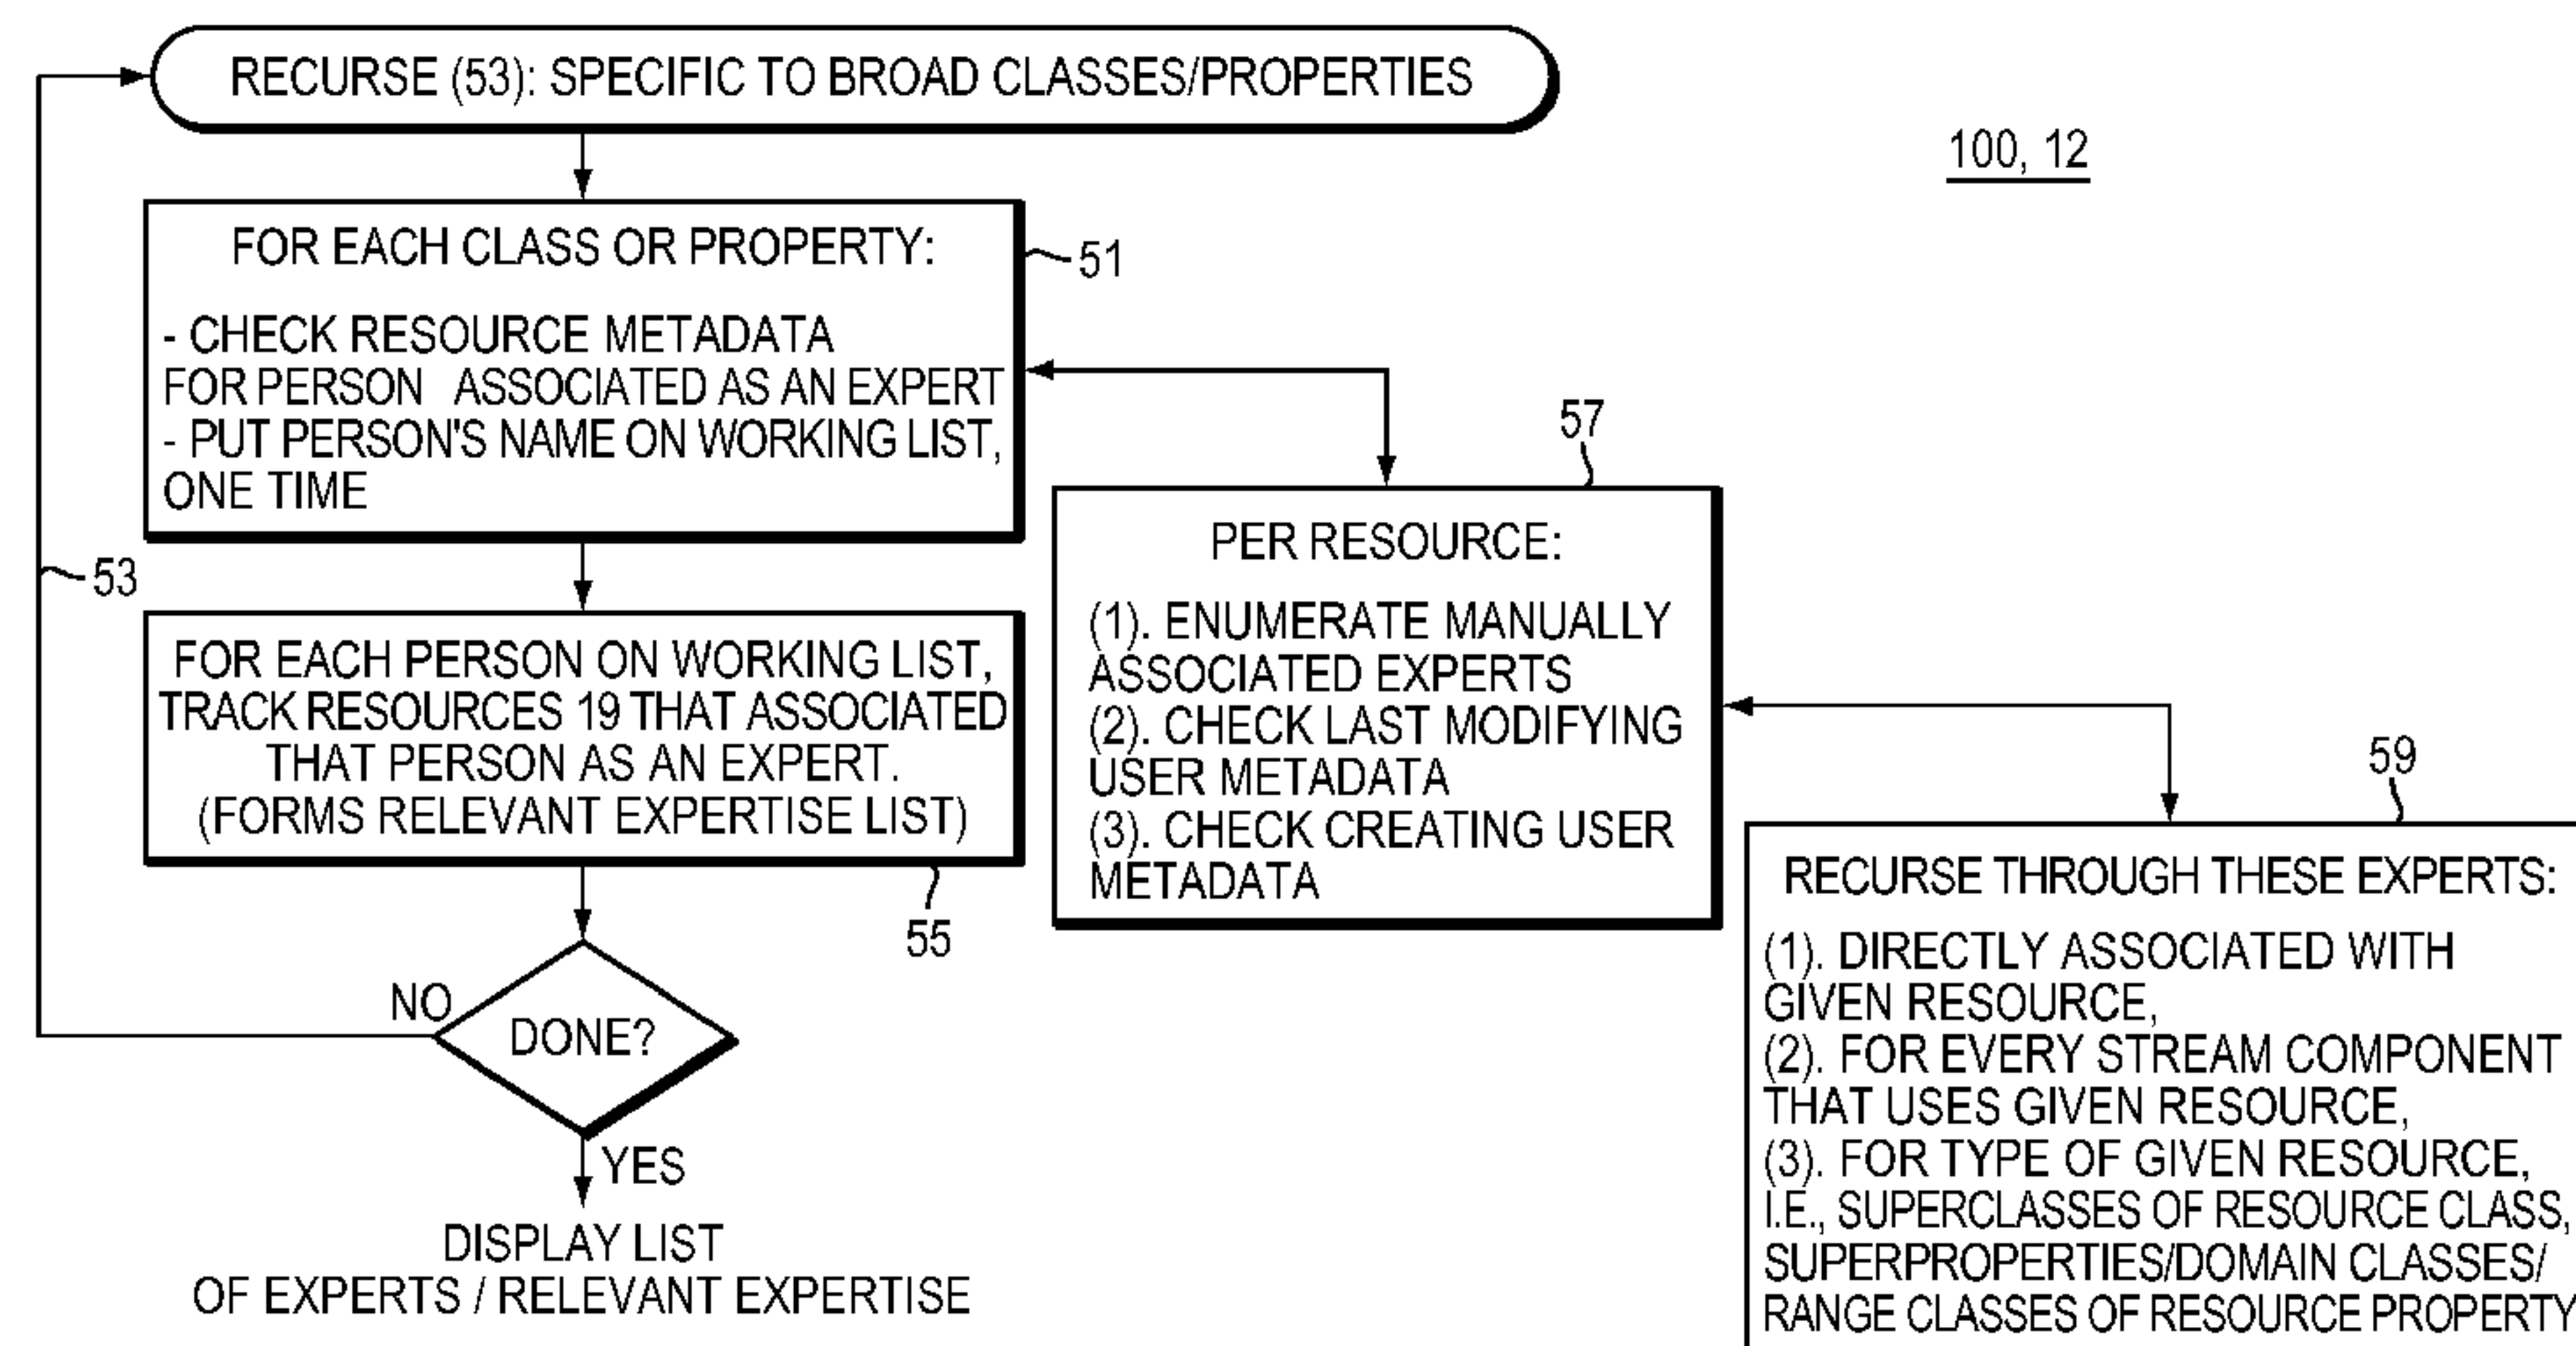 RECURSE (53): SPECIFIC TO BROAD CLASSES/PROPERTIES
100, 12
FOR EACH CLASS OR PROPERTY:
- CHECK RESOURCE METADATA
FOR PERSON ASSOCIATED AS AN EXPERT
- PUT PERSON'S NAME ON WORKING LIST,
ONE TIME
51
53
FOR EACH PERSON ON WORKING LIST,
TRACK RESOURCES 19 THAT ASSOCIATED
THAT PERSON AS AN EXPERT.
(FORMS RELEVANT EXPERTISE LIST)
55
NO
DONE?
YES
DISPLAY LIST
OF EXPERTS / RELEVANT EXPERTISE
57
PER RESOURCE:
(1). ENUMERATE MANUALLY
ASSOCIATED EXPERTS
(2). CHECK LAST MODIFYING
USER METADATA
(3). CHECK CREATING USER
METADATA
59
RECURSE THROUGH THESE EXPERTS:
(1). DIRECTLY ASSOCIATED WITH
GIVEN RESOURCE,
(2). FOR EVERY STREAM COMPONENT
THAT USES GIVEN RESOURCE,
(3). FOR TYPE OF GIVEN RESOURCE,
I.E., SUPERCLASSES OF RESOURCE CLASS,
SUPERPROPERTIES/DOMAIN CLASSES/
RANGE CLASSES OF RESOURCE PROPERTY